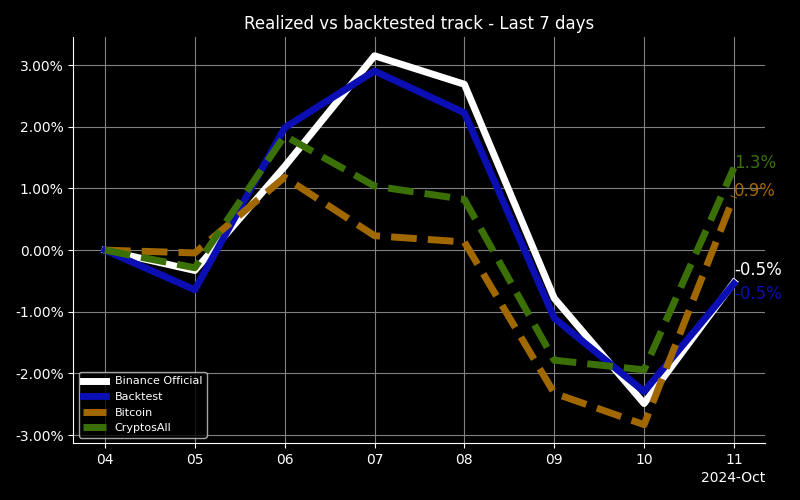 Realized vs backtested track - Last 7 days
3.00%
2.00%
1.00%
0.00%
-1.00%
-2.00%
-3.00%
1.3%
0.9%
-0.5%
-0.5%
Binance Official
Backtest
Bitcoin
CryptosAll
04 05 06 07 08 09 10 11
2024-Oct